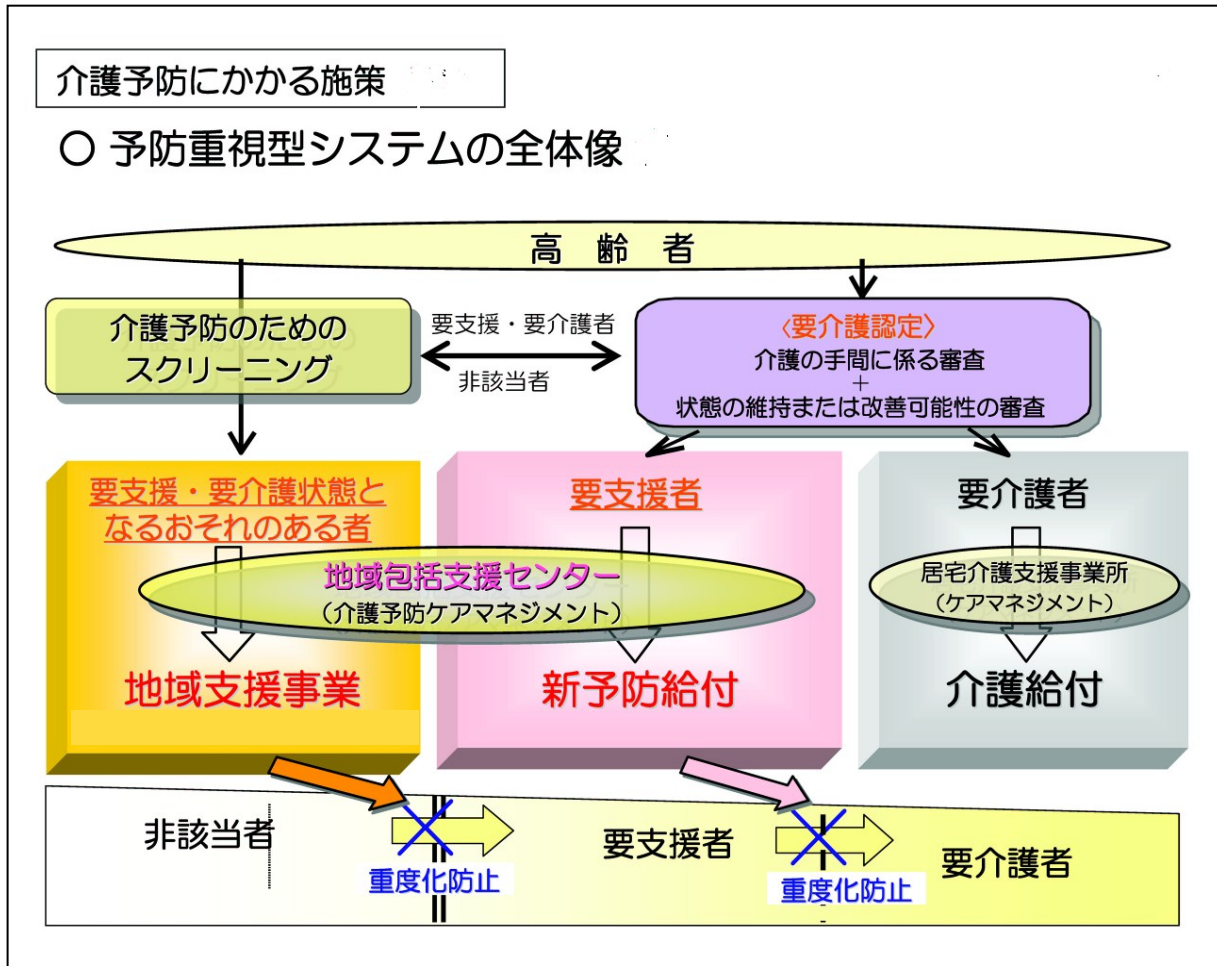 介護予防にかかる施策
〇 予防重視型システムの全体像
高 齢 者
介護予防のための
スクリーニング
要支援・要介護者
非該当者
〈要介護認定〉
介護の手間に係る審査
+
状態の維持または改善可能性の審査
要支援・要介護状態と
なるおそれのある者
要支援者
要介護者
地域包括支援センター
（介護予防ケアマネジメント）
居宅介護支援事業所
（ケアマネジメント）
地域支援事業
新予防給付
介護給付
非該当者
重度化防止
要支援者
重度化防止
要介護者